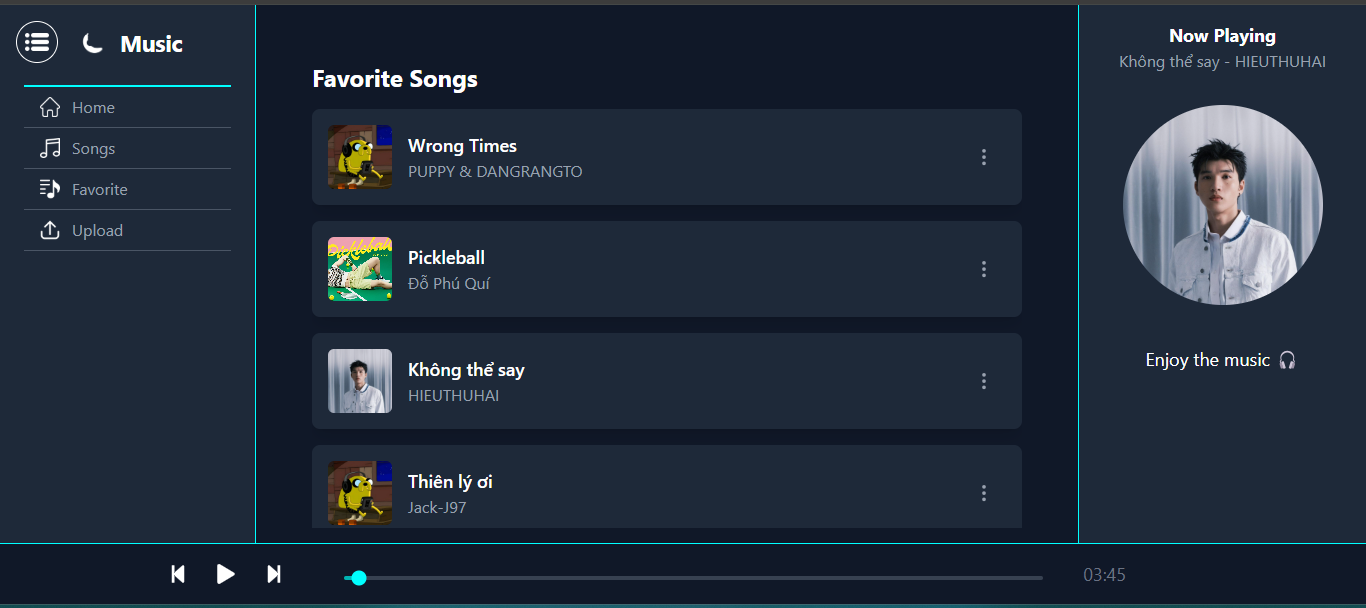 Music
Home
Songs
Favorite
Upload
Favorite Songs
Wrong Times
PUPPY & DANGRANGTO
Pickleball
Đỗ Phú Quí
Không thể say
HIEUTHUHAI
Thiên lý ơi
Jack-J97
Now Playing
Không thể say - HIEUTHUHAI
Enjoy the music 🎧
03:45